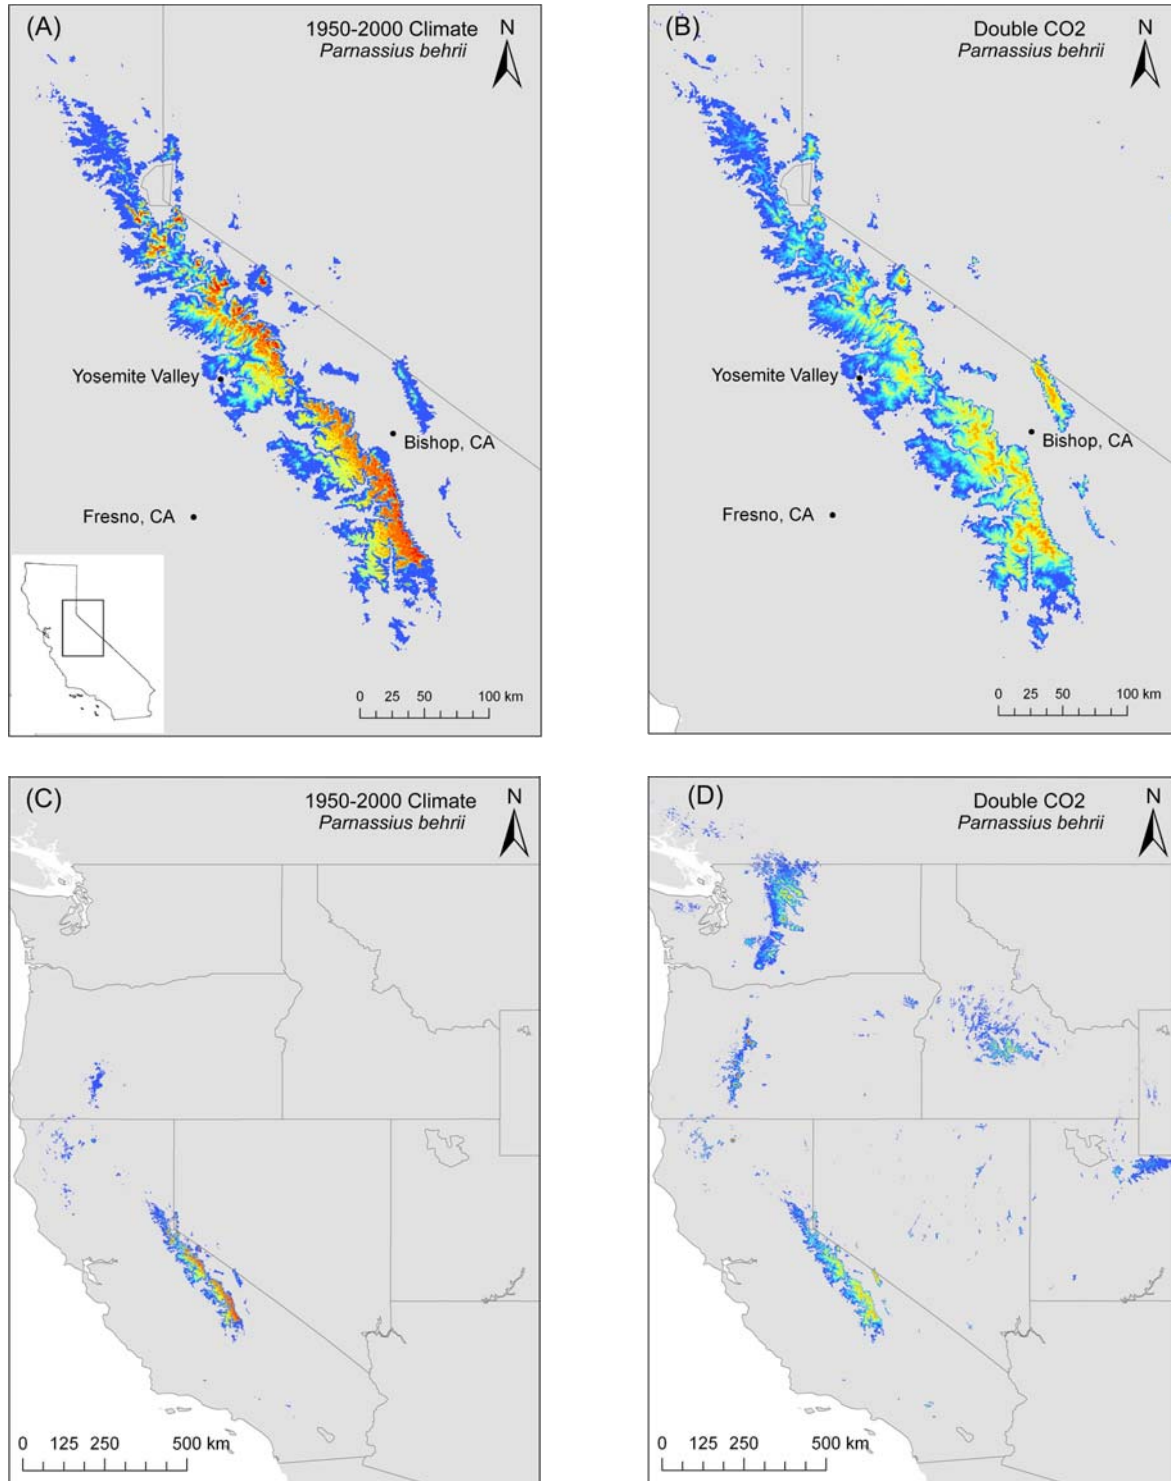 (A)
1950-2000 Climate
Parnassius behrii
N
Yosemite Valley
Bishop, CA
Fresno, CA
0 25 50 100 km
(B)
Double CO2
Parnassius behrii
N
Yosemite Valley
Bishop, CA
Fresno, CA
0 25 50 100 km
(C)
1950-2000 Climate
Parnassius behrii
N
0 125 250 500 km
(D)
Double CO2
Parnassius behrii
N
0 125 250 500 km